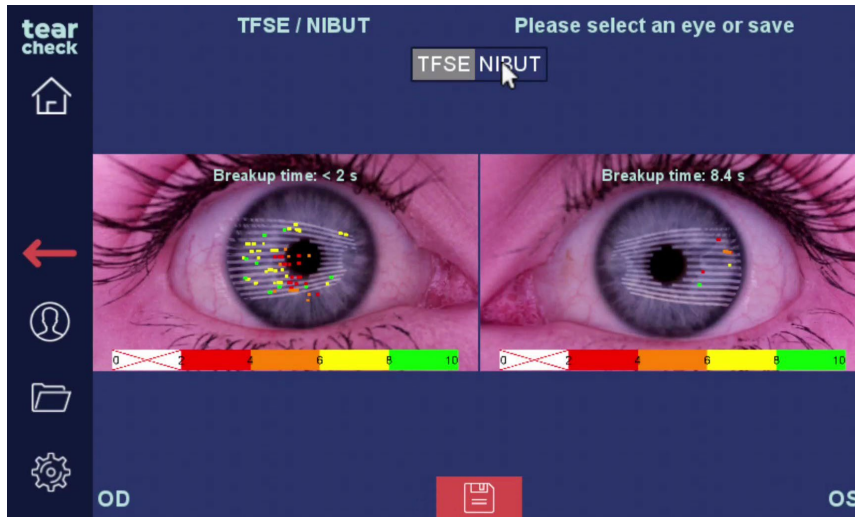 tear
check
TFSE / NIBUT
Please select an eye or save
TFSE NIBUT
Breakup time: < 2 s
Breakup time: 8.4 s
0 2 4 6 8 10
0 2 4 6 8 10
OD
OS